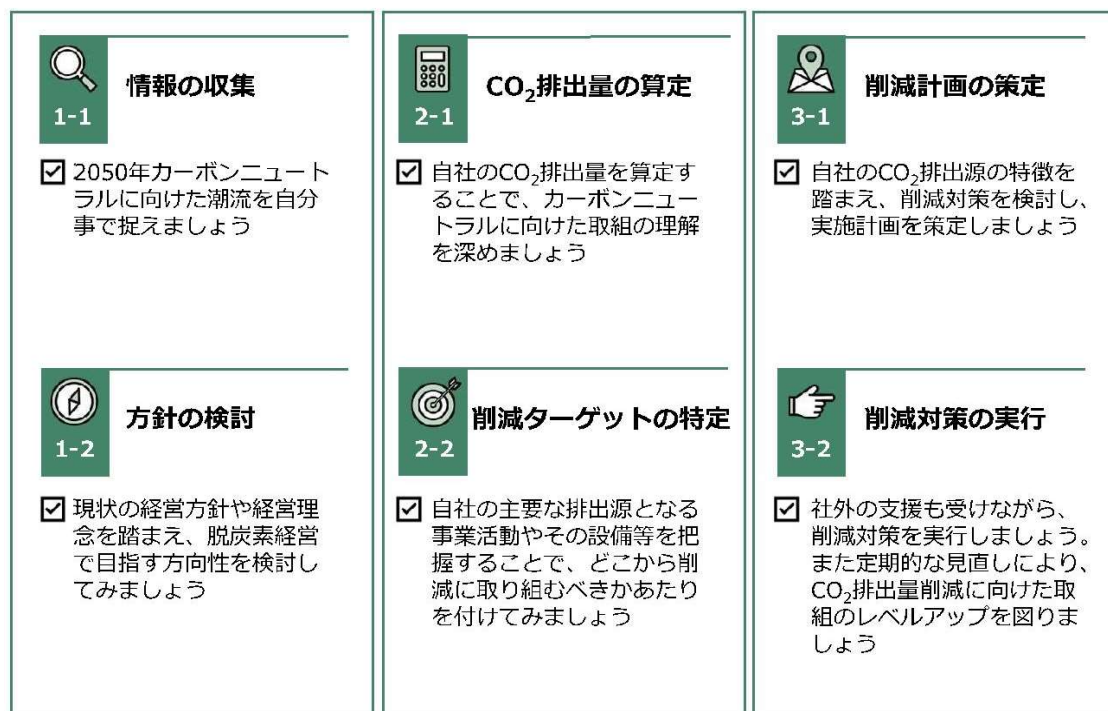 情報の収集
1-1
2050年カーボンニュート
ラルに向けた潮流を自分
事で捉えましょう
方針の検討
1-2
現状の経営方針や経営理
念を踏まえ、脱炭素経営
で目指す方向性を検討し
てみましょう
CO₂排出量の算定
2-1
自社のCO₂排出量を算定す
ることで、カーボンニュー
トラルに向けた取組の理解
を深めましょう
削減ターゲットの特定
2-2
自社の主要な排出源となる
事業活動やその設備等を把
握することで、どこから削
減に取り組むべきかあたり
を付けてみましょう
削減計画の策定
3-1
自社のCO₂排出源の特徴を
踏まえ、削減対策を検討し、
実施計画を策定しましょう
削減対策の実行
3-2
社外の支援も受けながら、
削減対策を実行しましょう。
また定期的な見直しにより、
CO₂排出量削減に向けた取
組のレベルアップを図りま
しょう